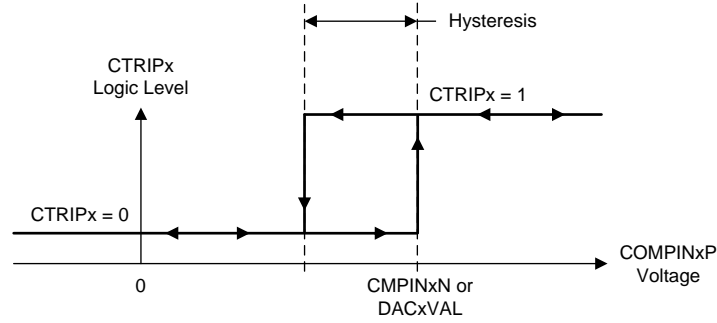 Hysteresis
CTRIPx
Logic Level
CTRIPx = 1
CTRIPx = 0
COMPINxP
Voltage
0
CMPINxN or
DACxVAL